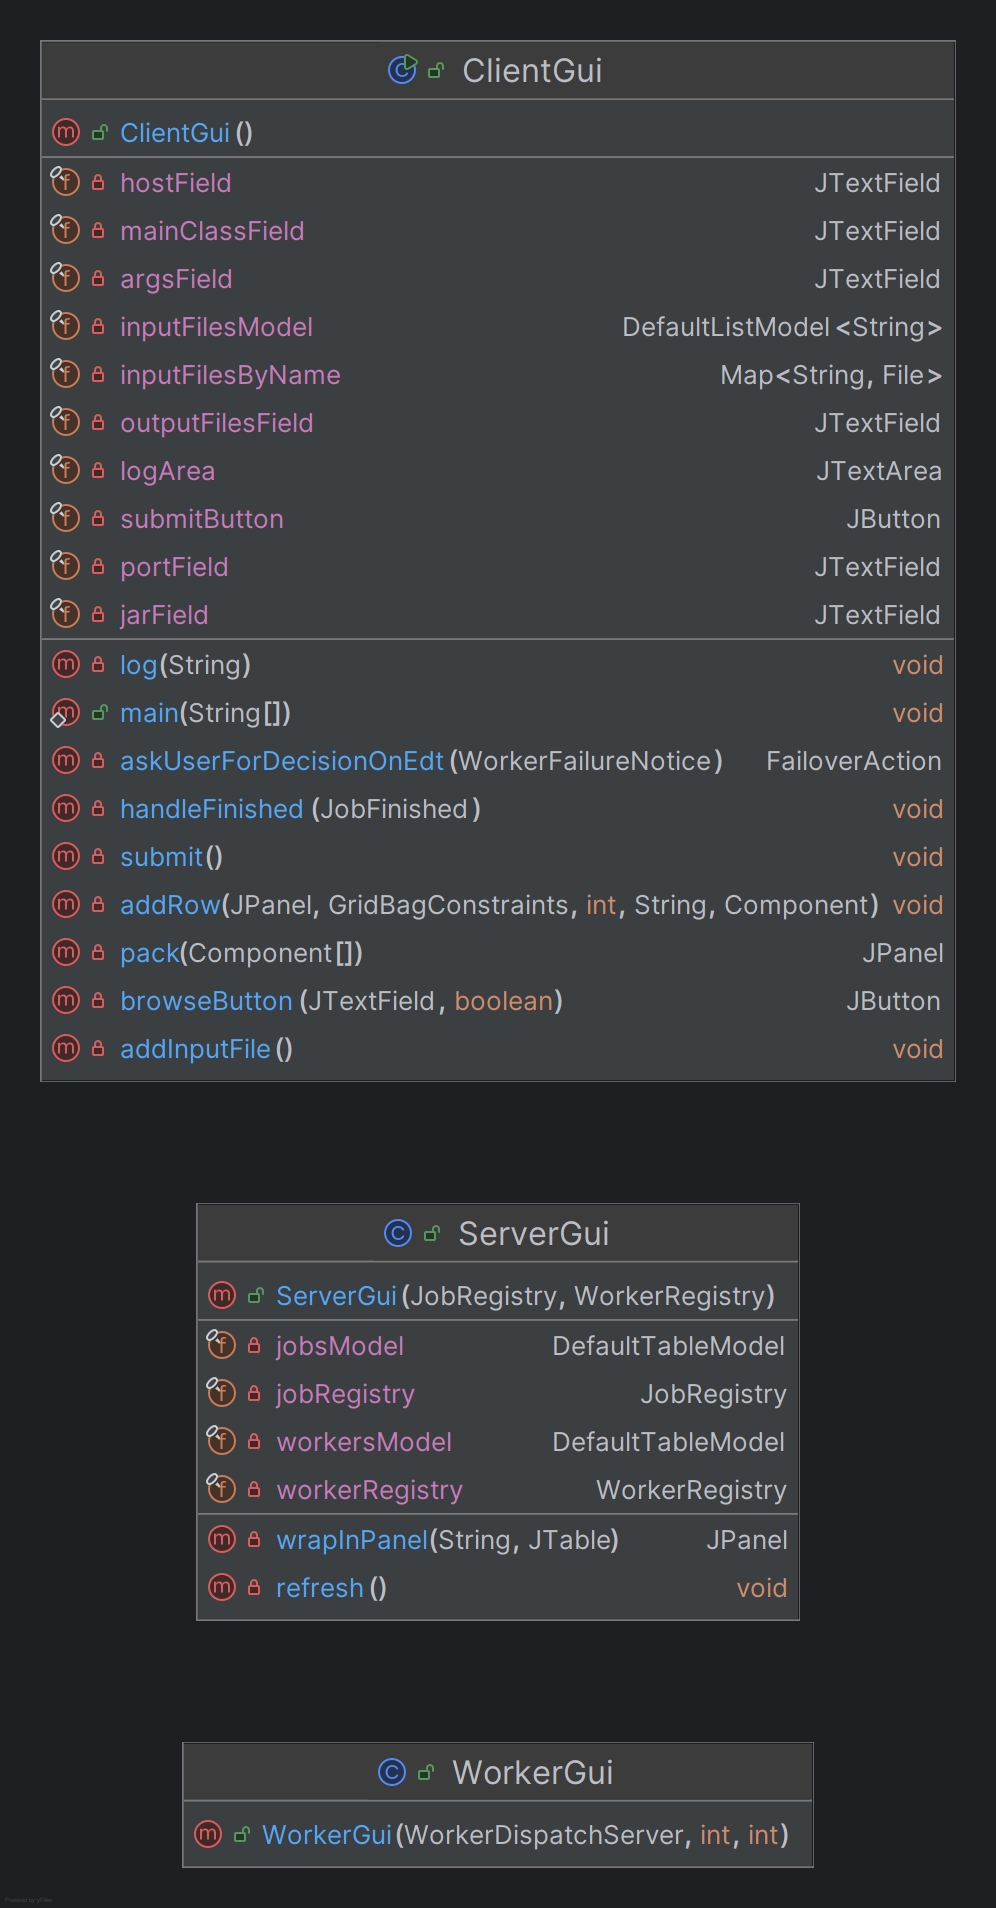 ClientGui
ClientGui()
hostField JTextField
mainClassField JTextField
argsField JTextField
inputFilesModel DefaultListModel<String>
inputFilesByName Map<String, File>
outputFilesField JTextField
logArea JTextArea
submitButton JButton
portField JTextField
jarField JTextField
log(String) void
main(String[]) void
askUserForDecisionOnEdt(WorkerFailureNotice) FailoverAction
handleFinished(JobFinished) void
submit() void
addRow(JPanel, GridBagConstraints, int, String, Component) void
pack(Component[]) JPanel
browseButton(JTextField, boolean) JButton
addInputFile() void
ServerGui
ServerGui(JobRegistry, WorkerRegistry)
jobsModel DefaultTableModel
jobRegistry JobRegistry
workersModel DefaultTableModel
workerRegistry WorkerRegistry
wrapInPanel(String, JTable) JPanel
refresh() void
WorkerGui
WorkerGui(WorkerDispatchServer, int, int)
Powered by yFiles